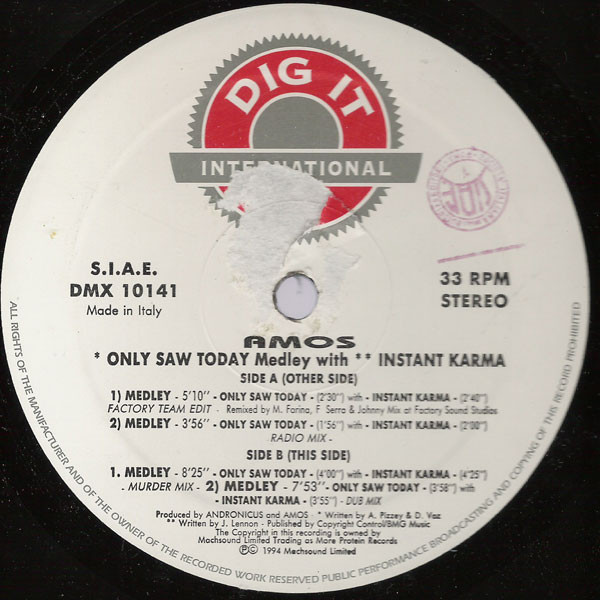 DIG IT
INTERNATIONAL
S.I.A.E.
DMX 10141
Made in Italy
33 RPM
STEREO
AMOS
* ONLY SAW TODAY Medley with ** INSTANT KARMA
SIDE A (OTHER SIDE)
1) MEDLEY - 5'10" - ONLY SAW TODAY - (2'30") with - INSTANT KARMA - (2'40")
FACTORY TEAM EDIT - Remixed by M. Farina, F. Serra & Johnny Mix at Factory Sound Studios
2) MEDLEY - 3'56" - ONLY SAW TODAY - (1'56") with - INSTANT KARMA - (2'00")
- RADIO MIX -
SIDE B (THIS SIDE)
1. MEDLEY - 8'25" - ONLY SAW TODAY - (4'00") with - INSTANT KARMA - (4'25")
- MURDER MIX - 2) MEDLEY - 7'53" - ONLY SAW TODAY - (3'58") with
- INSTANT KARMA - (3'55") - DUB MIX
Produced by ANDRONICUS and AMOS - * Written by A. Pizzey & D. Vaz
** Written by J. Lennon - Published by Copyright Control/BMG Music
The Copyright in this recording is owned by
Machsound Limited Trading as More Protein Records
℗© 1994 Machsound Limited
ALL RIGHTS OF THE MANIFACTURER AND OF THE OWNER OF THE RECORDED WORK RESERVED PUBLIC PERFORMANCE BROADCASTING AND COPYING OF THIS RECORD PROHIBITED